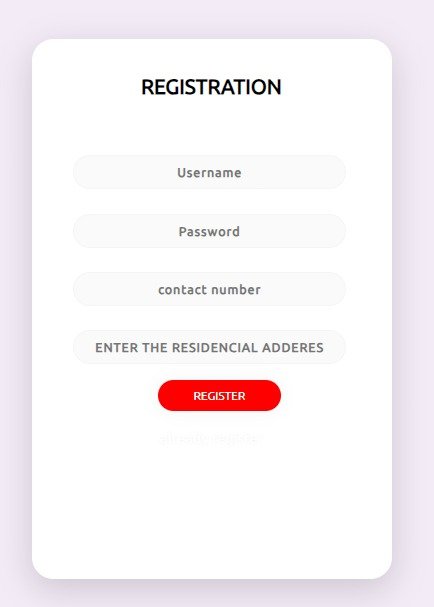 REGISTRATION
Username
Password
contact number
ENTER THE RESIDENCIAL ADDERES
REGISTER